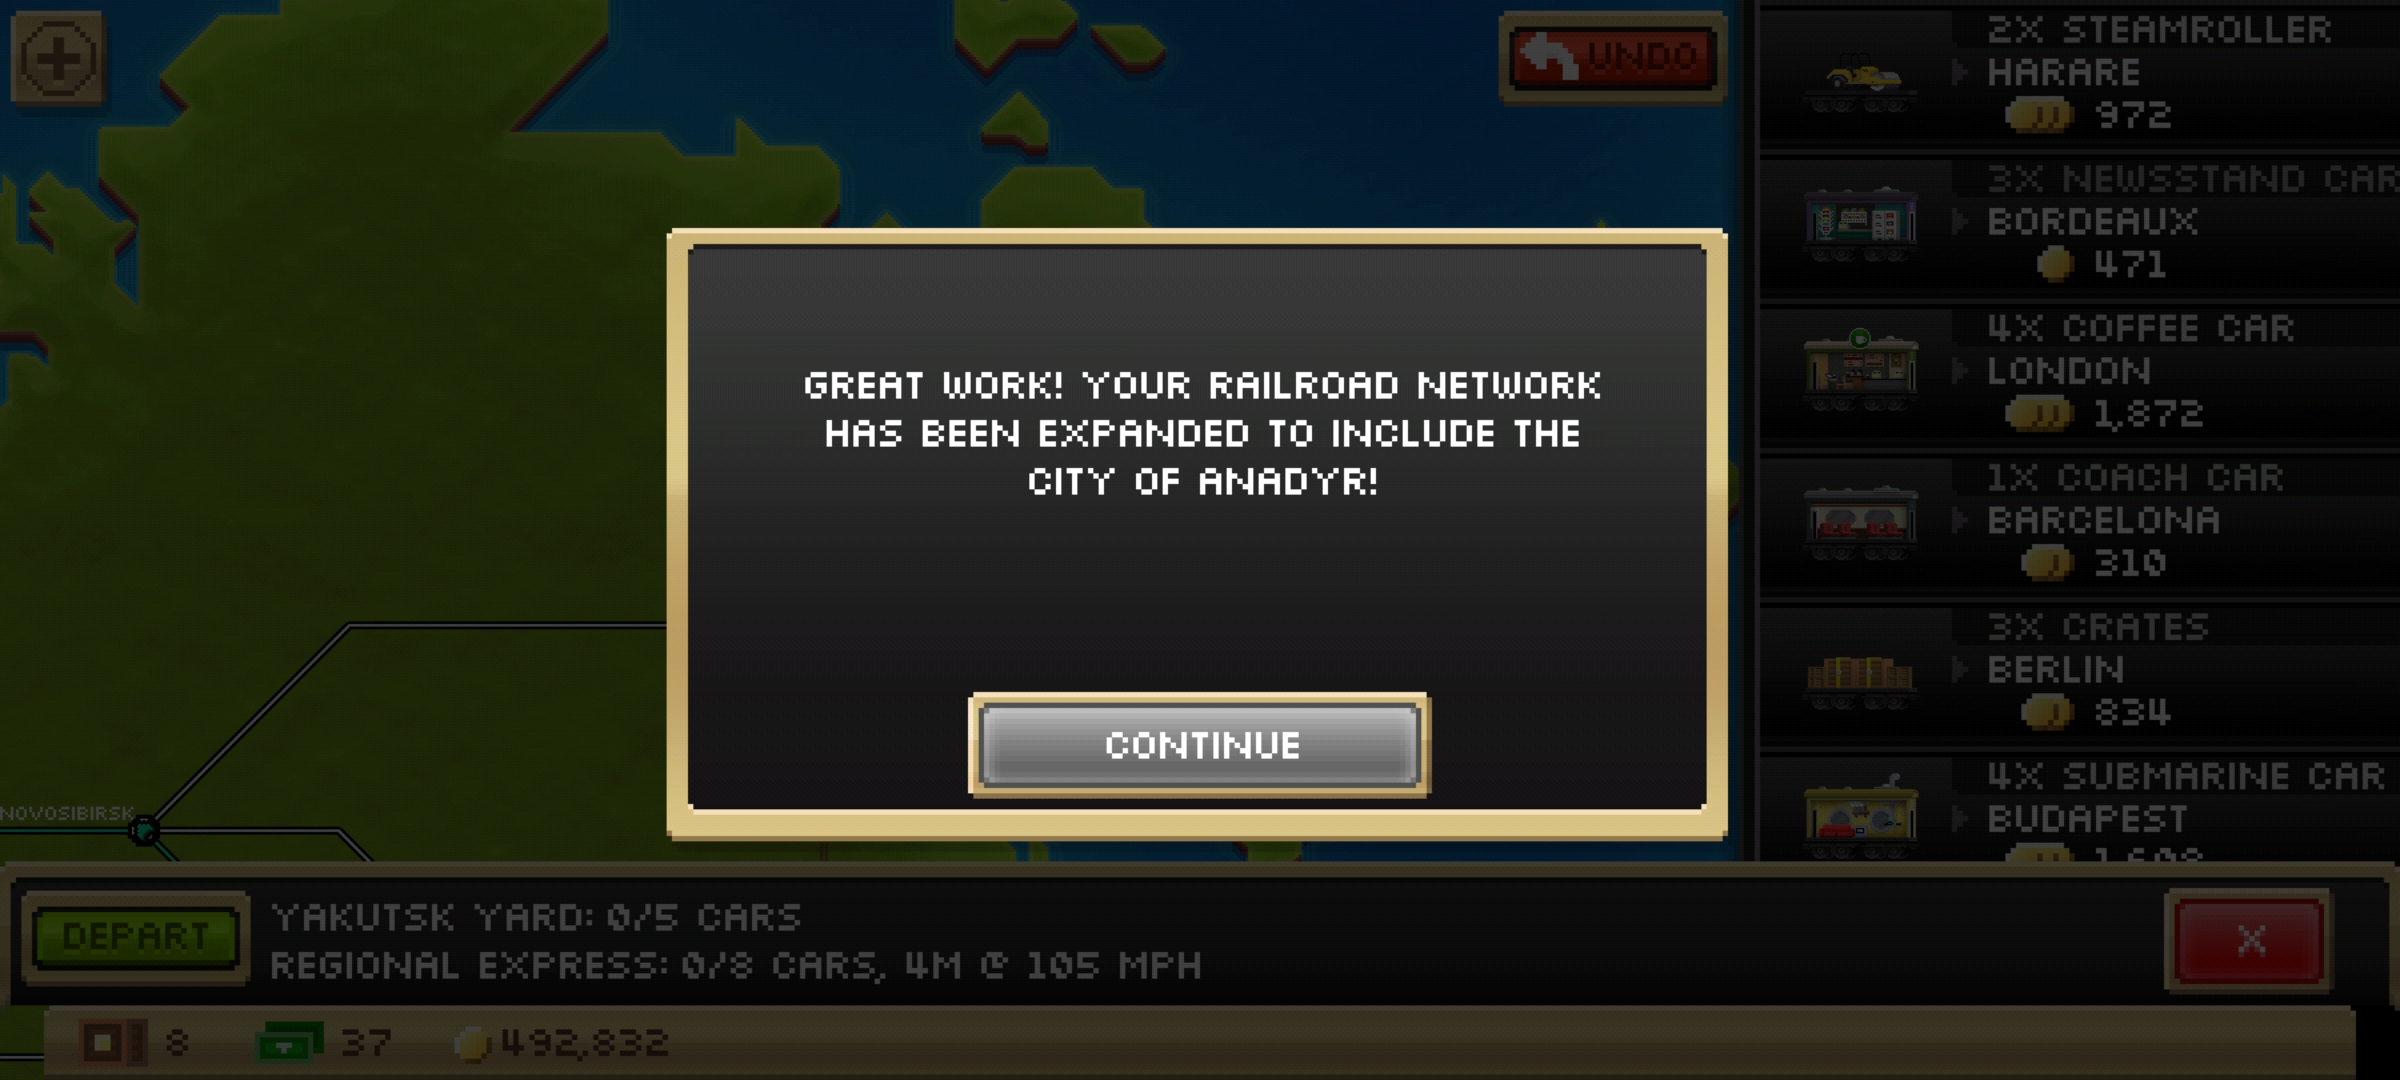 UNDO
2X STEAMROLLER
HARARE
972
3X NEWSSTAND CAR
BORDEAUX
471
4X COFFEE CAR
LONDON
1,872
1X COACH CAR
BARCELONA
310
3X CRATES
BERLIN
834
4X SUBMARINE CAR
BUDAPEST
1,608
GREAT WORK! YOUR RAILROAD NETWORK
HAS BEEN EXPANDED TO INCLUDE THE
CITY OF ANADYR!
CONTINUE
NOVOSIBIRSK
DEPART
YAKUTSK YARD: 0/5 CARS
REGIONAL EXPRESS: 0/8 CARS, 4M @ 105 MPH
X
8
37
492,832